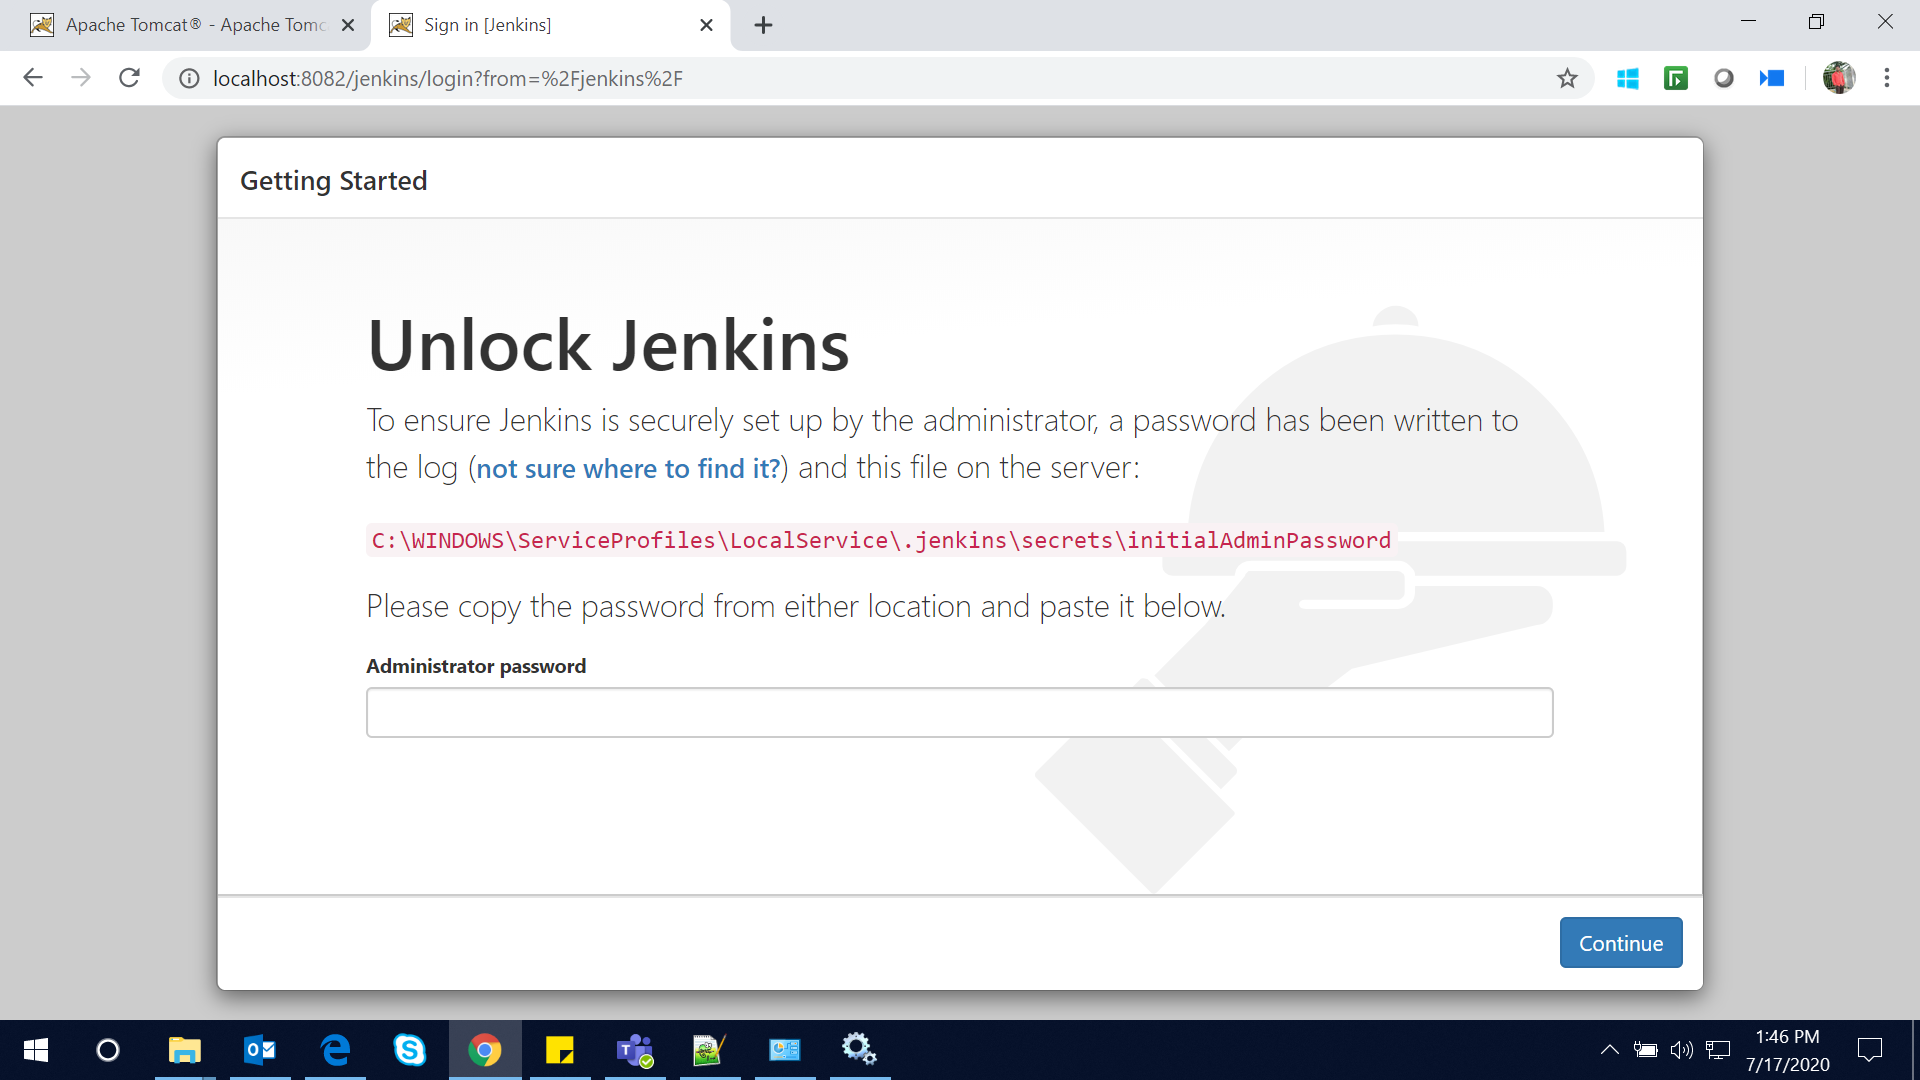 Apache Tomcat® - Apache Tomc
Sign in [Jenkins]
localhost:8082/jenkins/login?from=%2Fjenkins%2F
Getting Started
Unlock Jenkins
To ensure Jenkins is securely set up by the administrator, a password has been written to
the log (not sure where to find it?) and this file on the server:
C:\WINDOWS\ServiceProfiles\LocalService\.jenkins\secrets\initialAdminPassword
Please copy the password from either location and paste it below.
Administrator password
Continue
1:46 PM
7/17/2020